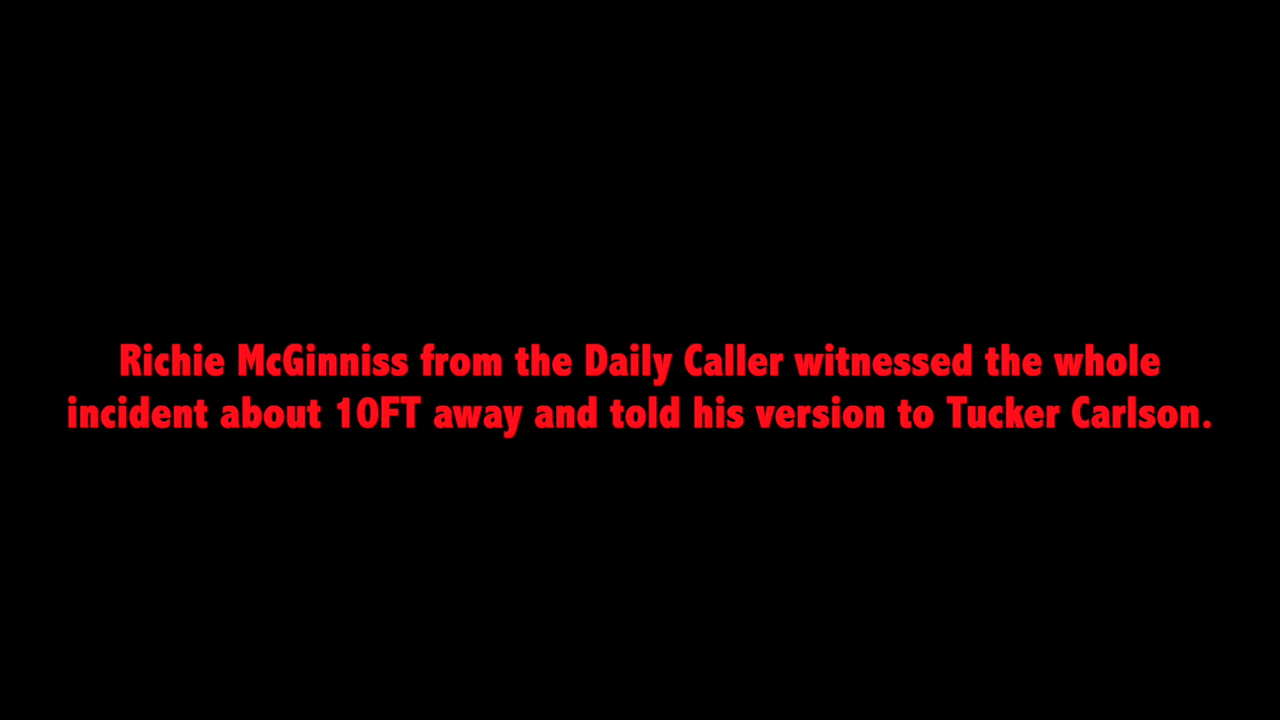 Richie McGinniss from the Daily Caller witnessed the whole
incident about 10FT away and told his version to Tucker Carlson.